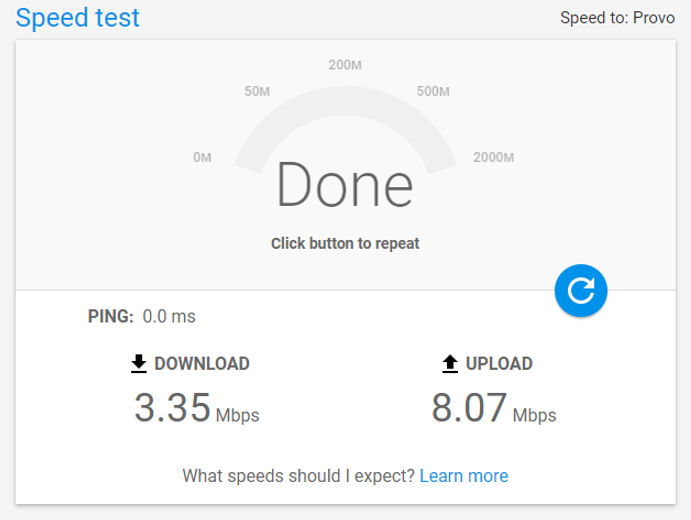 Speed test
Speed to: Provo
200M
50M
500M
0M
2000M
Done
Click button to repeat
PING: 0.0 ms
DOWNLOAD
UPLOAD
3.35 Mbps
8.07 Mbps
What speeds should I expect? Learn more